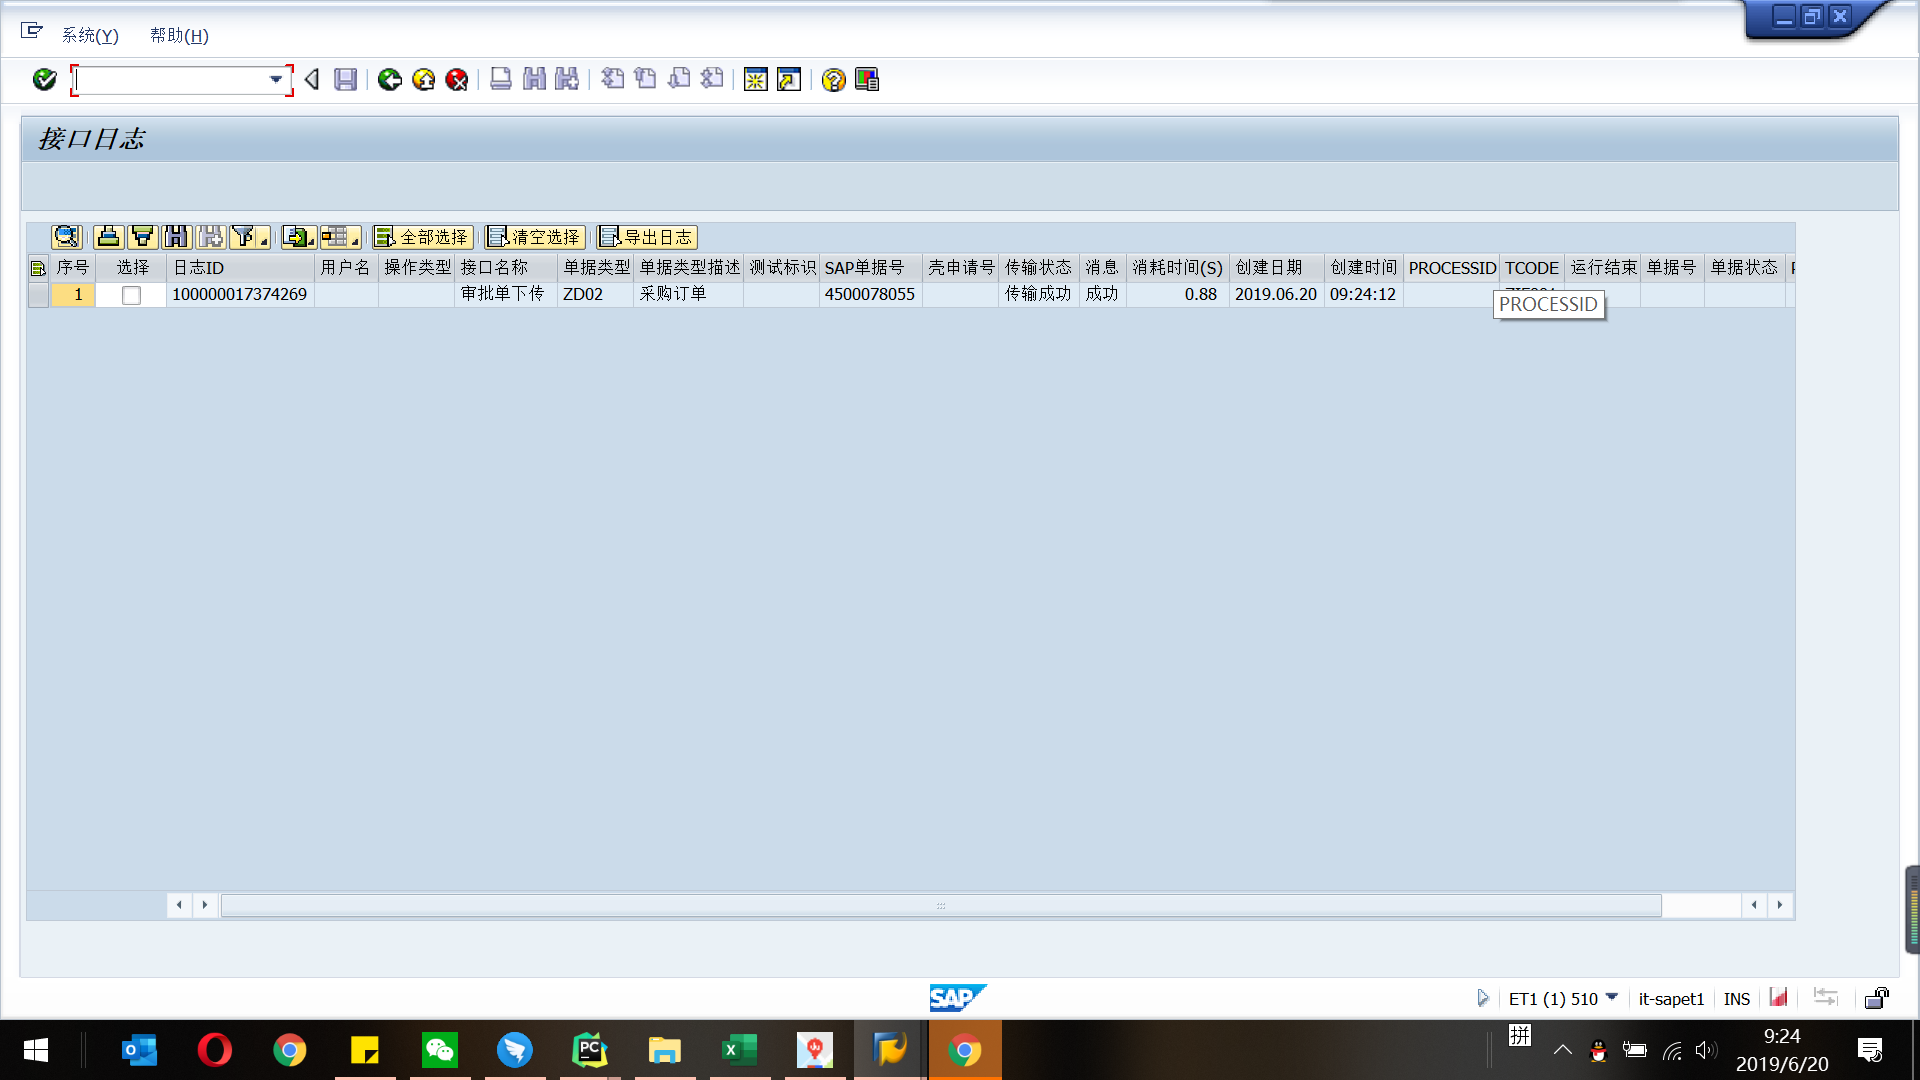 系统(Y) 帮助(H)
接口日志
全部选择 清空选择 导出日志
序号 选择 日志ID 用户名 操作类型 接口名称 单据类型 单据类型描述 测试标识 SAP单据号 壳申请号 传输状态 消息 消耗时间(S) 创建日期 创建时间 PROCESSID TCODE 运行结束 单据号 单据状态
1 100000017374269 审批单下传 ZD02 采购订单 4500078055 传输成功 成功 0.88 2019.06.20 09:24:12
PROCESSID
SAP ET1 (1) 510 it-sapet1 INS
拼 9:24
2019/6/20